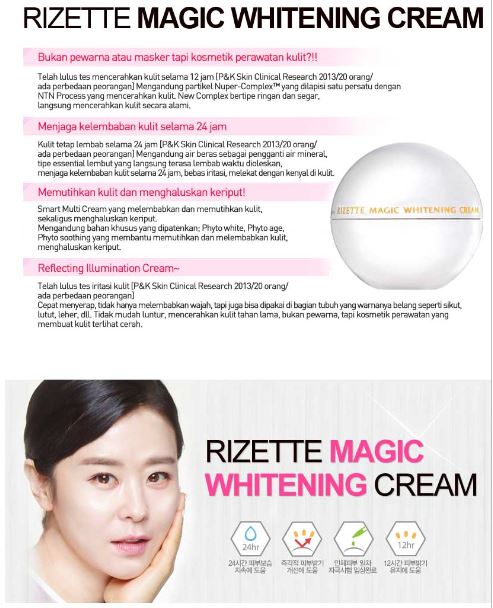 RIZETTE MAGIC WHITENING CREAM
Bukan pewarna atau masker tapi kosmetik perawatan kulit?!!
Telah lulus tes mencerahkan kulit selama 12 jam [P&K Skin Clinical Research 2013/20 orang/
ada perbedaan peorangan] Mengandung partikel Nuper-Complex™ yang dilapisi satu persatu dengan
NTN Process yang mencerahkan kulit. New Complex bertipe ringan dan segar,
langsung mencerahkan kulit secara alami.
Menjaga kelembaban kulit selama 24 jam
Kulit tetap lembab selama 24 jam [P&K Skin Clinical Research 2013/20 orang/
ada perbedaan peorangan] Mengandung air beras sebagai pengganti air mineral,
tipe essential lembut yang langsung terasa lembab waktu dioleskan,
menjaga kelembaban kulit selama 24 jam, bebas iritasi, melekat dengan kenyal di kulit.
Memutihkan kulit dan menghaluskan keriput!
Smart Multi Cream yang melembabkan dan memutihkan kulit,
sekaligus menghaluskan keriput.
Mengandung bahan khusus yang dipatenkan; Phyto white, Phyto age,
Phyto soothing yang membantu memutihkan dan melembabkan kulit,
menghaluskan keriput.
RIZETTE MAGIC WHITENING CREAM
Reflecting Illumination Cream~
Telah lulus tes iritasi kulit [P&K Skin Clinical Research 2013/20 orang/
ada perbedaan peorangan]
Cepat menyerap, tidak hanya melembabkan wajah, tapi juga bisa dipakai di bagian tubuh yang warnanya belang seperti sikut,
lutut, leher, dll. Tidak mudah luntur, mencerahkan kulit tahan lama, bukan pewarna, tapi kosmetik perawatan yang
membuat kulit terlihat cerah.
RIZETTE MAGIC
WHITENING CREAM
24hr
12hr
24시간 피부보습
지속에 도움
즉각적 피부밝기
개선에 도움
인체피부 일차
자극시험 임상완료
12시간 피부밝기
유지에 도움